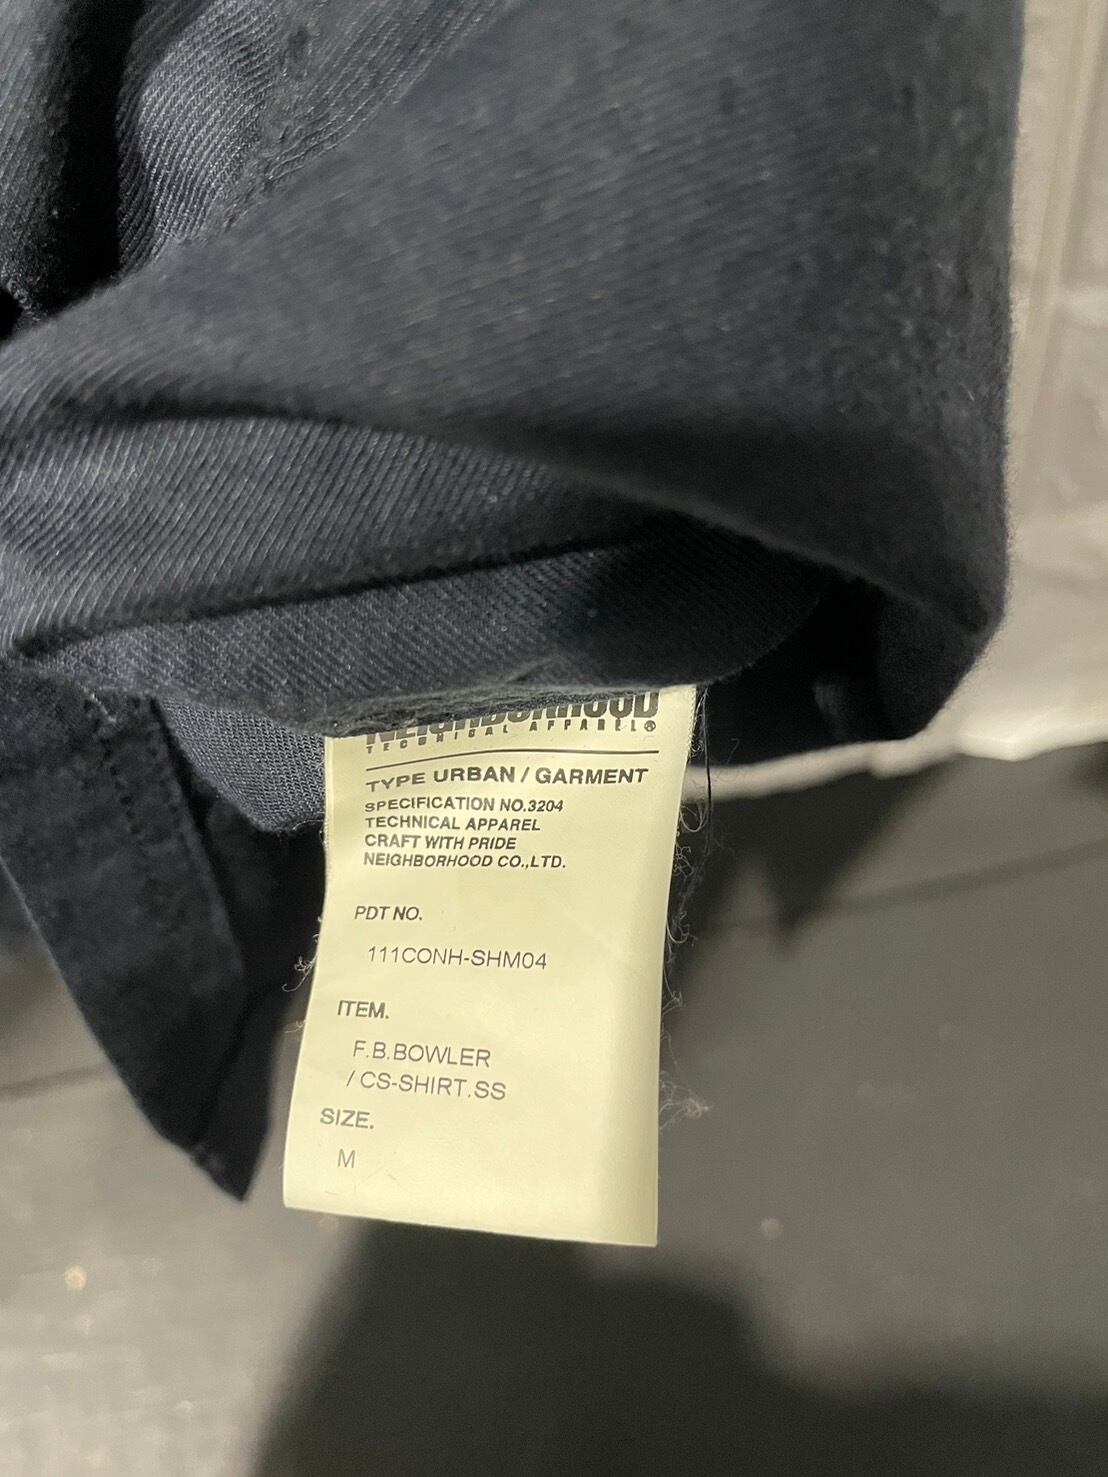 NEIGHBORHOOD
TECHNICAL APPAREL®
TYPE URBAN / GARMENT
SPECIFICATION NO.3204
TECHNICAL APPAREL
CRAFT WITH PRIDE
NEIGHBORHOOD CO.,LTD.
PDT NO.
111CONH-SHM04
ITEM.
F.B.BOWLER
/ CS-SHIRT.SS
SIZE.
M